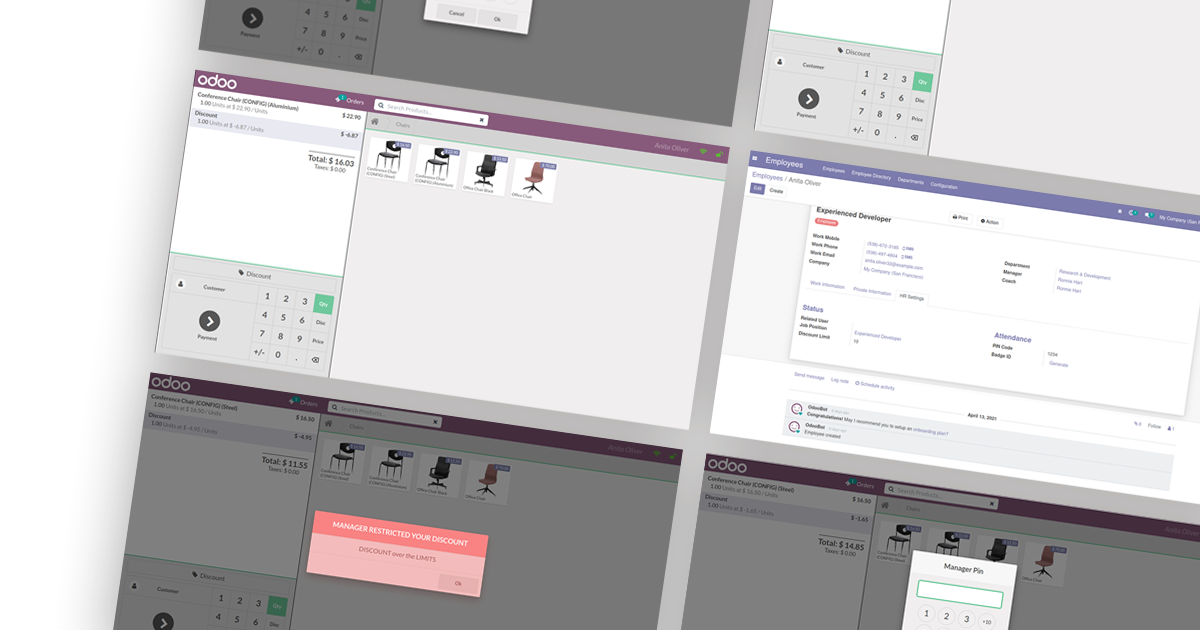 4 5 6 Disc
7 8 9 Price
+/- 0 .
Payment
Cancel Ok
Discount
Customer
1 2 3 Qty
4 5 6 Disc
7 8 9 Price
+/- 0 .
Payment
odoo
Orders
Search Products...
Anita Oliver
Conference Chair (CONFIG) (Aluminium)
$ 22.90
1.00 Units at $ 22.90 / Units
Discount
$ -6.87
1.00 Units at $ -6.87 / Units
Total: $ 16.03
Taxes: $ 0.00
Chairs
Conference Chair (CONFIG) (Steel)
Conference Chair (CONFIG) (Aluminium)
Office Chair Black
Office Chair
Discount
Customer
1 2 3 Qty
4 5 6 Disc
7 8 9 Price
+/- 0 .
Payment
Employees
Employees Employee Directory Departments Configuration
My Company (San F
Employees / Anita Oliver
Edit Create
Print Action
Experienced Developer
Employee
Work Mobile
Work Phone
Work Email anita.oliver32@example.com
Company My Company (San Francisco)
Department Research & Development
Manager Ronnie Hart
Coach Ronnie Hart
Work Information Private Information HR Settings
Status
Related User
Job Position Experienced Developer
Discount Limit 10
Attendance
PIN Code 1234
Badge ID Generate
Send message Log note Schedule activity
Follow
April 13, 2021
OdooBot
Congratulations! May I recommend you to setup an onboarding plan?
OdooBot
Employee created
odoo
Orders
Search Products...
Anita Oliver
Conference Chair (CONFIG) (Steel)
$ 16.50
1.00 Units at $ 16.50 / Units
Discount
$ -4.95
1.00 Units at $ -4.95 / Units
Total: $ 11.55
Taxes: $ 0.00
Chairs
Conference Chair (CONFIG) (Steel)
Conference Chair (CONFIG) (Aluminium)
Office Chair Black
Office Chair
MANAGER RESTRICTED YOUR DISCOUNT
DISCOUNT over the LIMITS
Ok
Discount
Customer
1 2 3 Qty
4 5 6 Disc
odoo
Orders
Search Products...
Anita Oliver
Conference Chair (CONFIG) (Steel)
$ 16.50
1.00 Units at $ 16.50 / Units
Discount
$ -1.65
1.00 Units at $ -1.65 / Units
Total: $ 14.85
Taxes: $ 0.00
Chairs
Office Chair
Manager Pin
1 2 3 +10